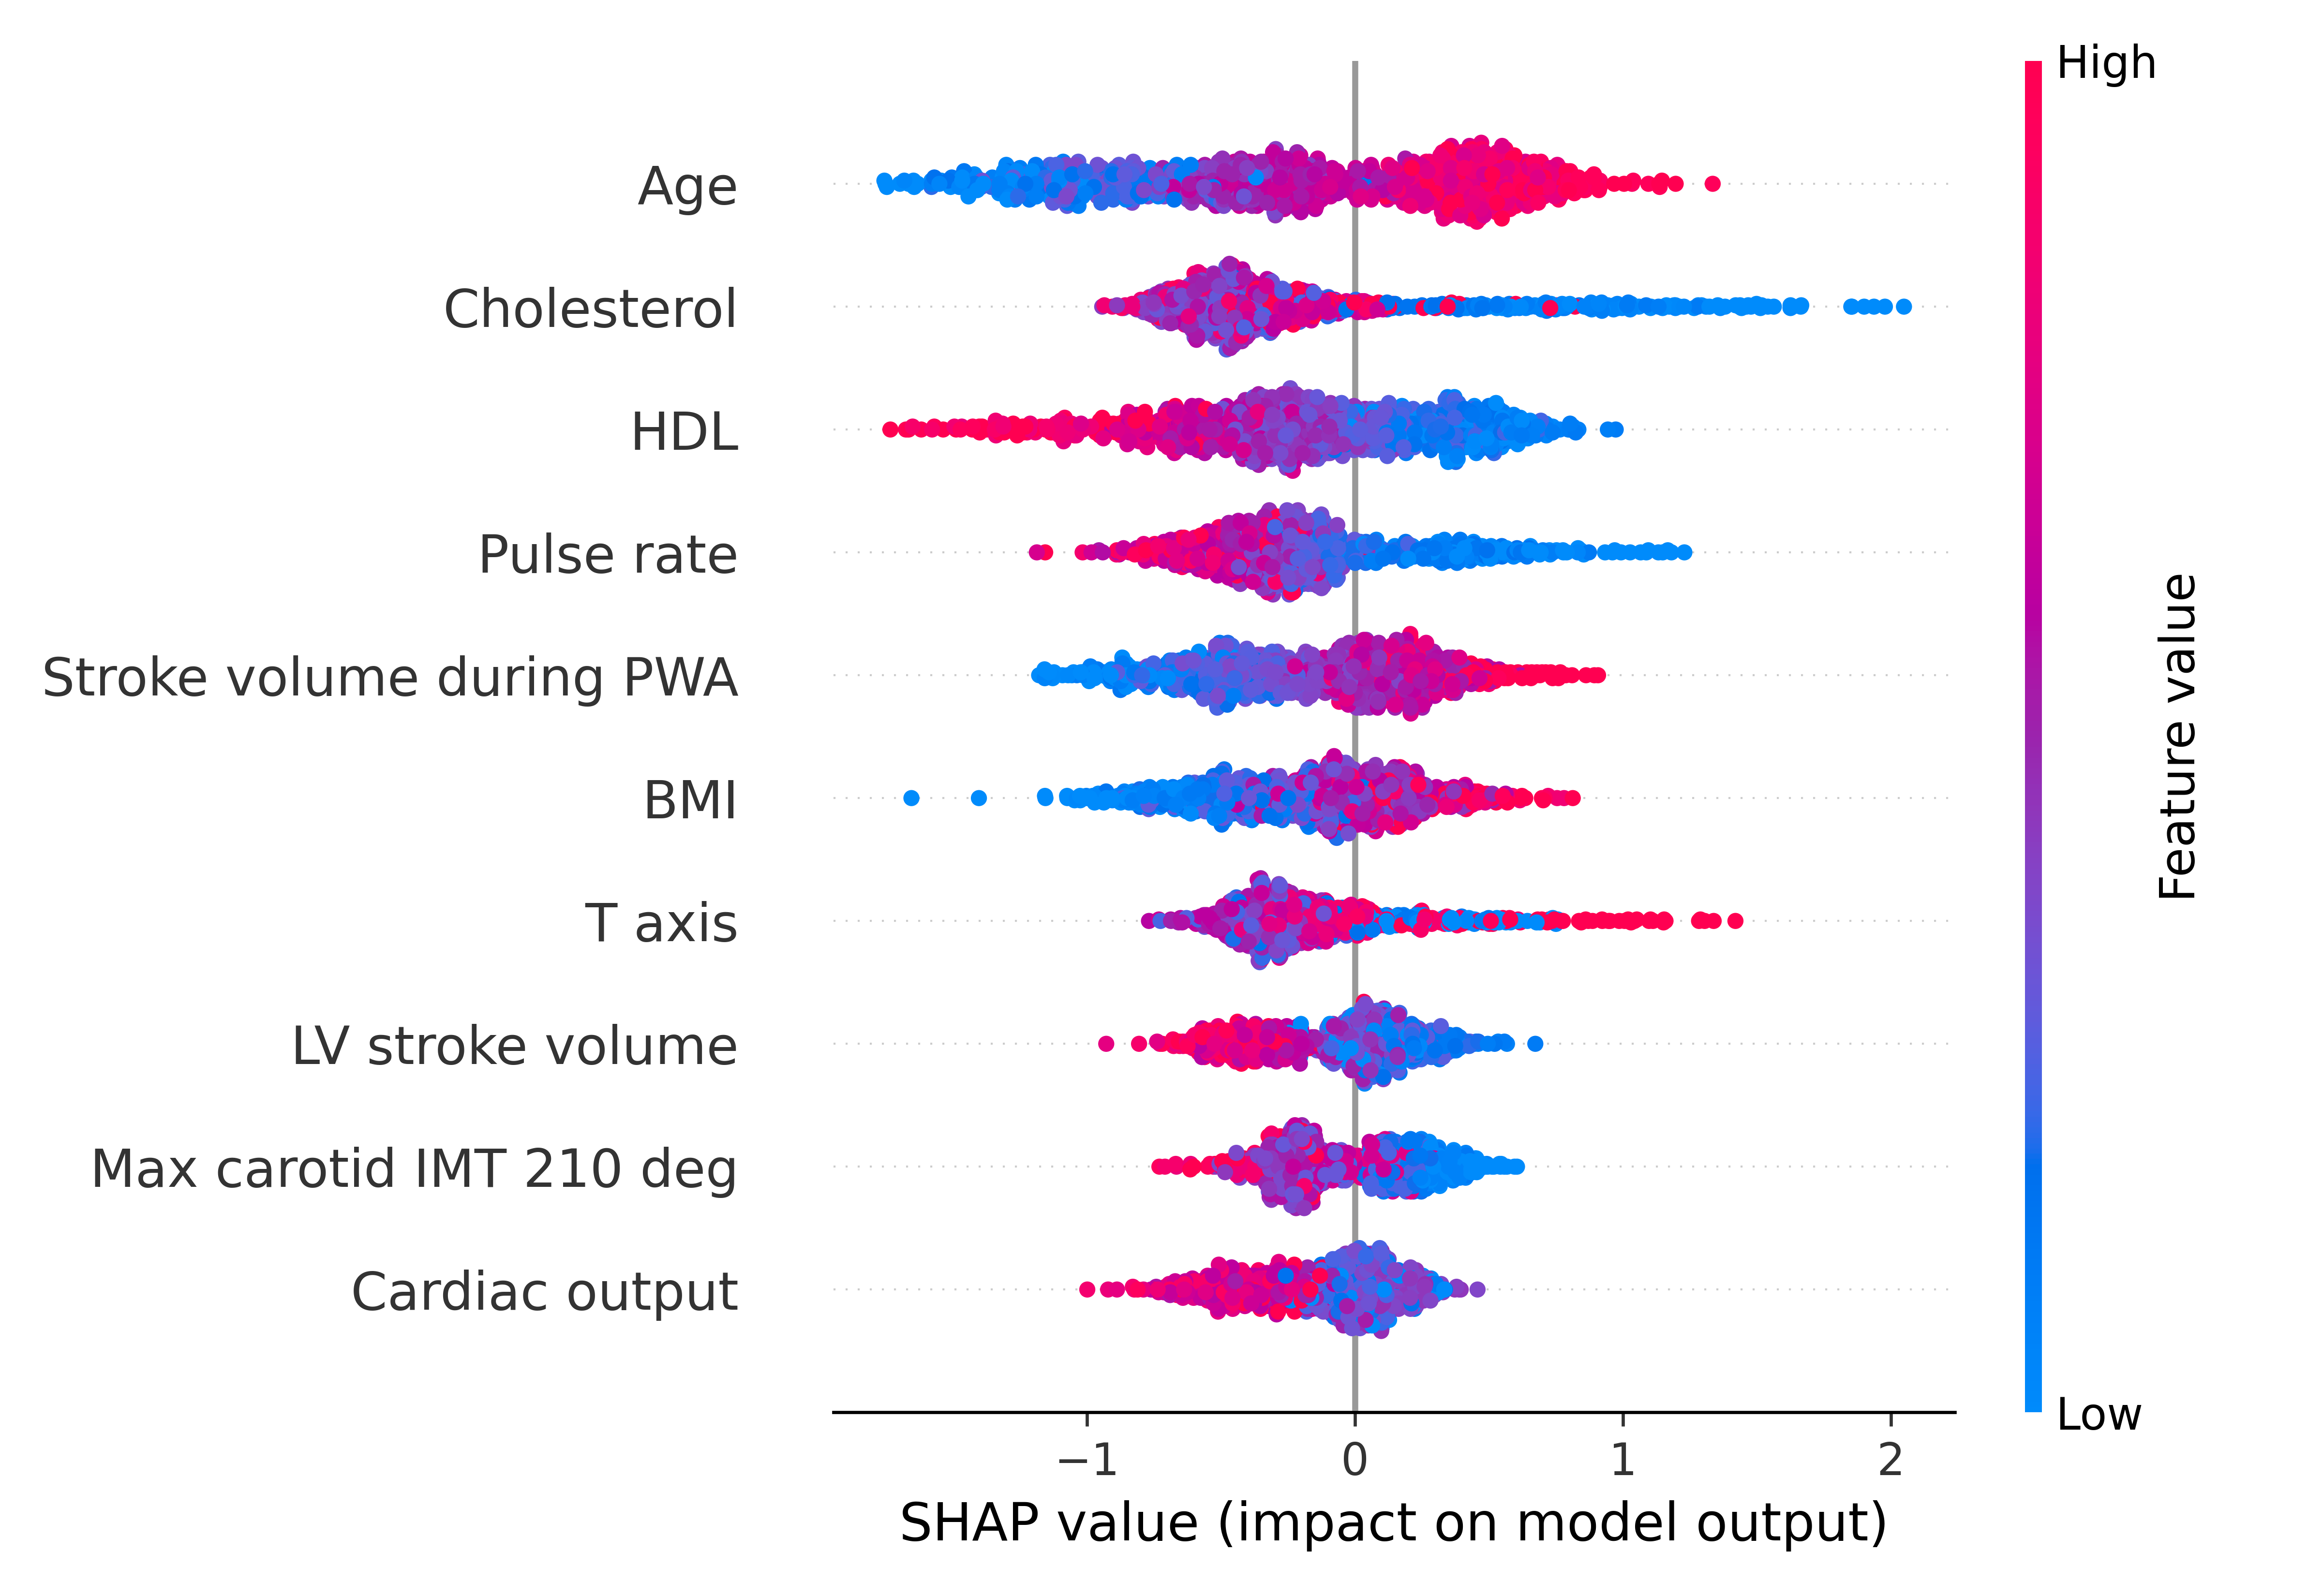 High
Age
Cholesterol
HDL
Pulse rate
Stroke volume during PWA
BMI
T axis
LV stroke volume
Max carotid IMT 210 deg
Cardiac output
Feature value
Low
−1 0 1 2
SHAP value (impact on model output)